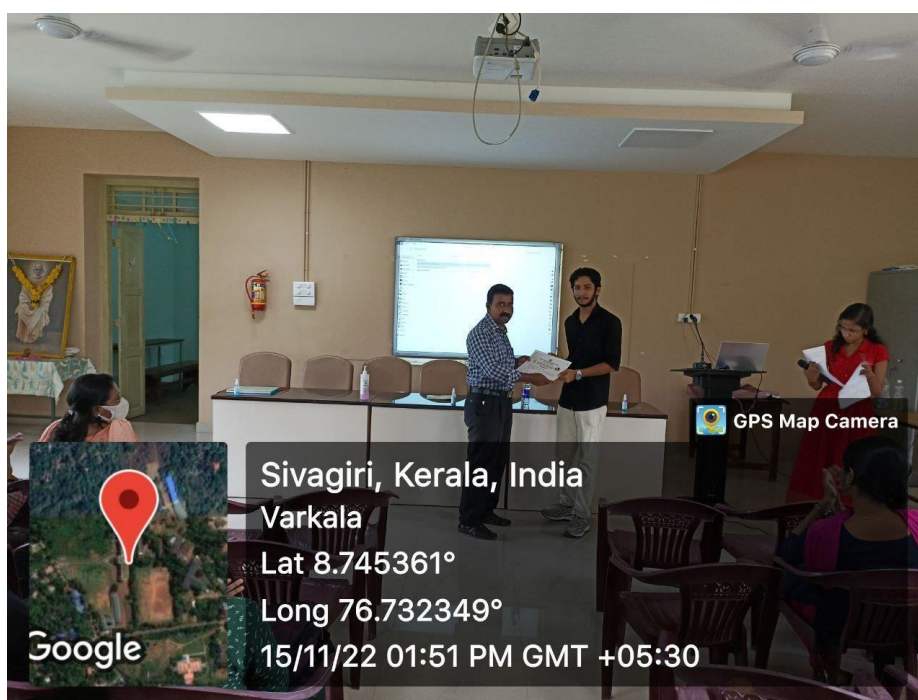 GPS Map Camera
Sivagiri, Kerala, India
Varkala
Lat 8.745361°
Long 76.732349°
15/11/22 01:51 PM GMT +05:30
Google